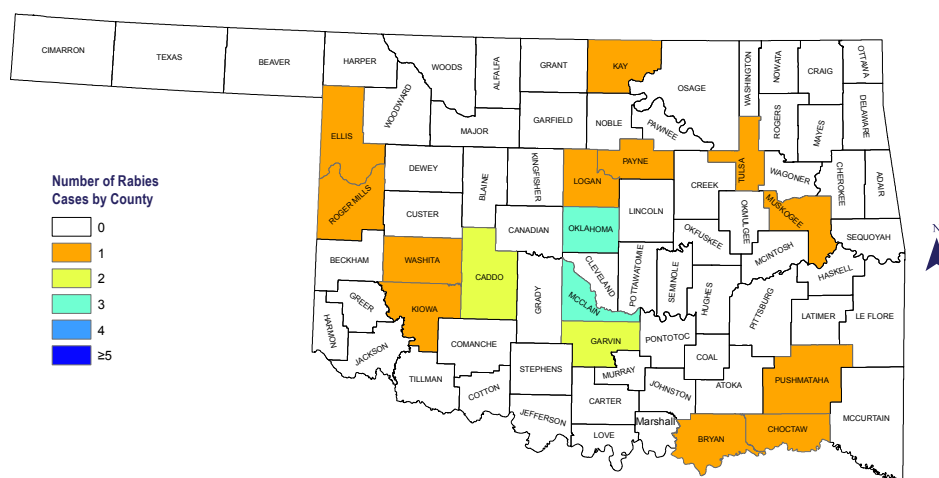 CIMARRON
TEXAS
BEAVER
HARPER
WOODS
ALFALFA
GRANT
KAY
OSAGE
WASHINGTON
NOWATA
CRAIG
OTTAWA
WOODWARD
MAJOR
GARFIELD
NOBLE
PAWNEE
ROGERS
MAYES
DELAWARE
ELLIS
DEWEY
BLAINE
KINGFISHER
LOGAN
PAYNE
CREEK
TULSA
WAGONER
CHEROKEE
ADAIR
Number of Rabies
Cases by County
0
1
2
3
4
≥5
ROGER MILLS
CUSTER
CANADIAN
OKLAHOMA
LINCOLN
OKFUSKEE
OKMULGEE
MUSKOGEE
SEQUOYAH
N
BECKHAM
WASHITA
CADDO
GRADY
CLEVELAND
MCCLAIN
POTTAWATOMIE
SEMINOLE
HUGHES
MCINTOSH
PITTSBURG
HASKELL
LATIMER
LE FLORE
HARMON
GREER
KIOWA
JACKSON
COMANCHE
GARVIN
PONTOTOC
COAL
TILLMAN
COTTON
STEPHENS
MURRAY
JOHNSTON
ATOKA
PUSHMATAHA
JEFFERSON
CARTER
LOVE
Marshall
BRYAN
CHOCTAW
MCCURTAIN